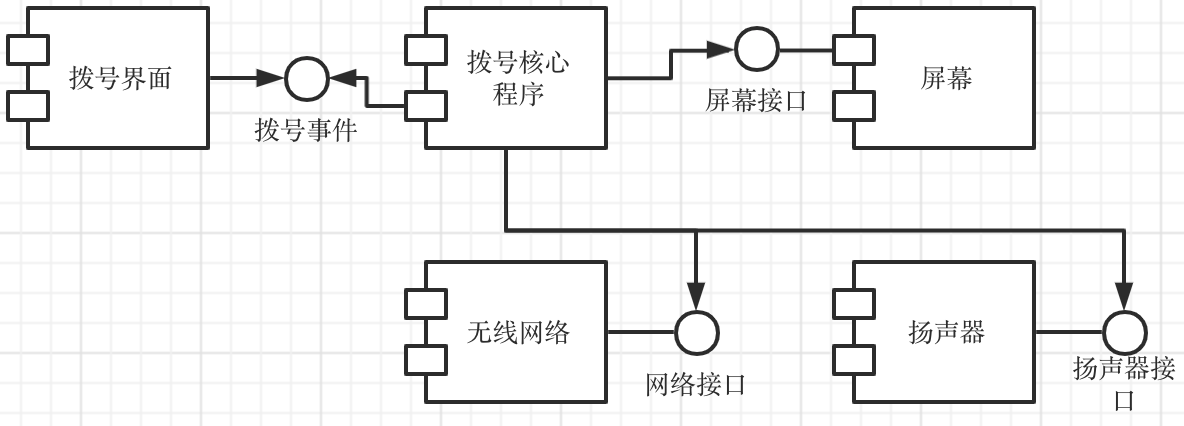 拨号界面
拨号事件
拨号核心
程序
屏幕接口
屏幕
无线网络
网络接口
扬声器
扬声器接
口